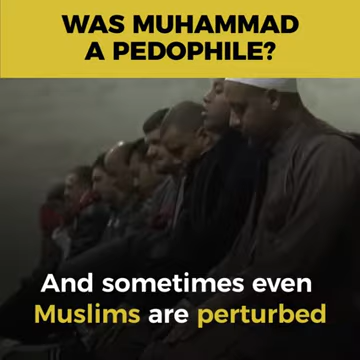 WAS MUHAMMAD
A PEDOPHILE?
And sometimes even
Muslims are perturbed